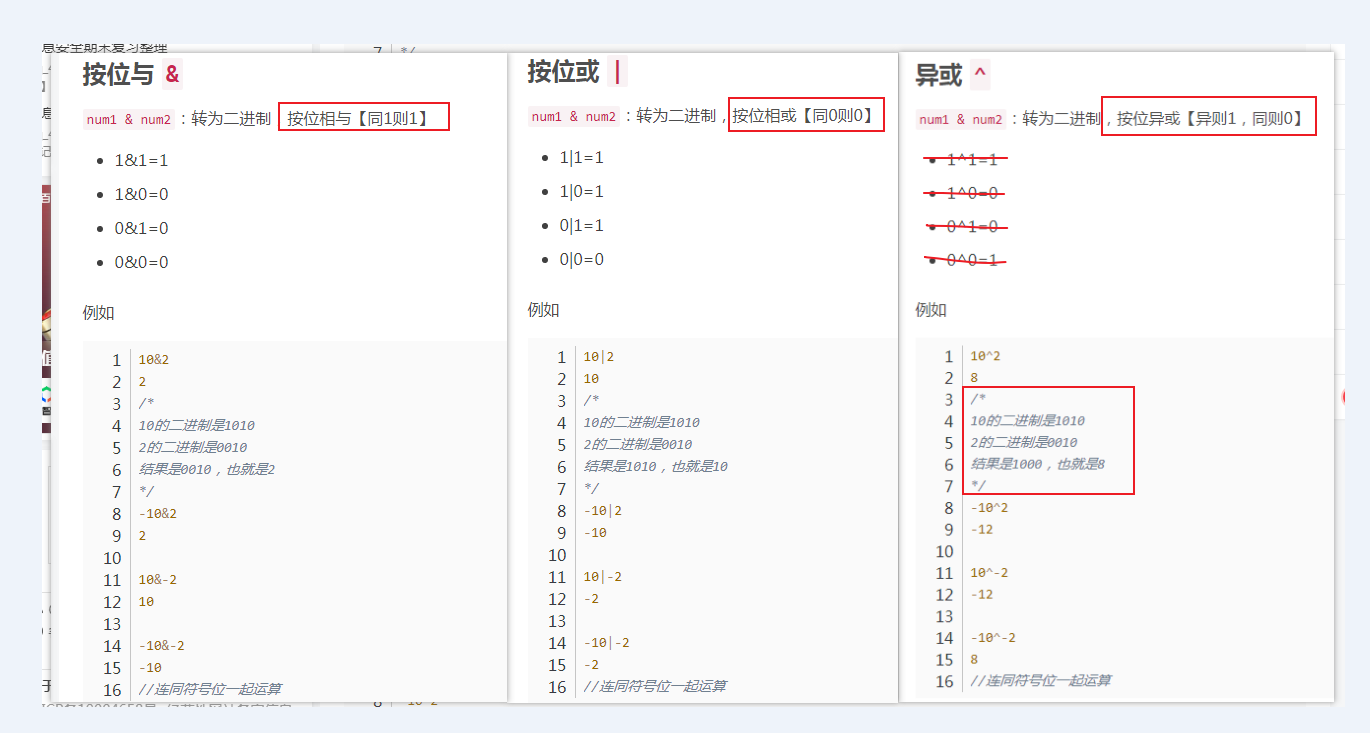 息安全期末复习整理
7 */
按位与 &
num1 & num2 : 转为二进制 按位相与【同1则1】
1&1=1
1&0=0
0&1=0
0&0=0
例如
1 10&2
2 2
3 /*
4 10的二进制是1010
5 2的二进制是0010
6 结果是0010，也就是2
7 */
8 -10&2
9 2
10
11 10&-2
12 10
13
14 -10&-2
15 -10
16 //连同符号位一起运算
按位或 |
num1 & num2 : 转为二进制，按位相或【同0则0】
1|1=1
1|0=1
0|1=1
0|0=0
例如
1 10|2
2 10
3 /*
4 10的二进制是1010
5 2的二进制是0010
6 结果是1010，也就是10
7 */
8 -10|2
9 -10
10
11 10|-2
12 -2
13
14 -10|-2
15 -2
16 //连同符号位一起运算
异或 ^
num1 & num2 : 转为二进制，按位异或【异则1，同则0】
1^1=1
1^0=0
0^1=0
0^0=1
例如
1 10^2
2 8
3 /*
4 10的二进制是1010
5 2的二进制是0010
6 结果是1000，也就是8
7 */
8 -10^2
9 -12
10
11 10^-2
12 -12
13
14 -10^-2
15 8
16 //连同符号位一起运算